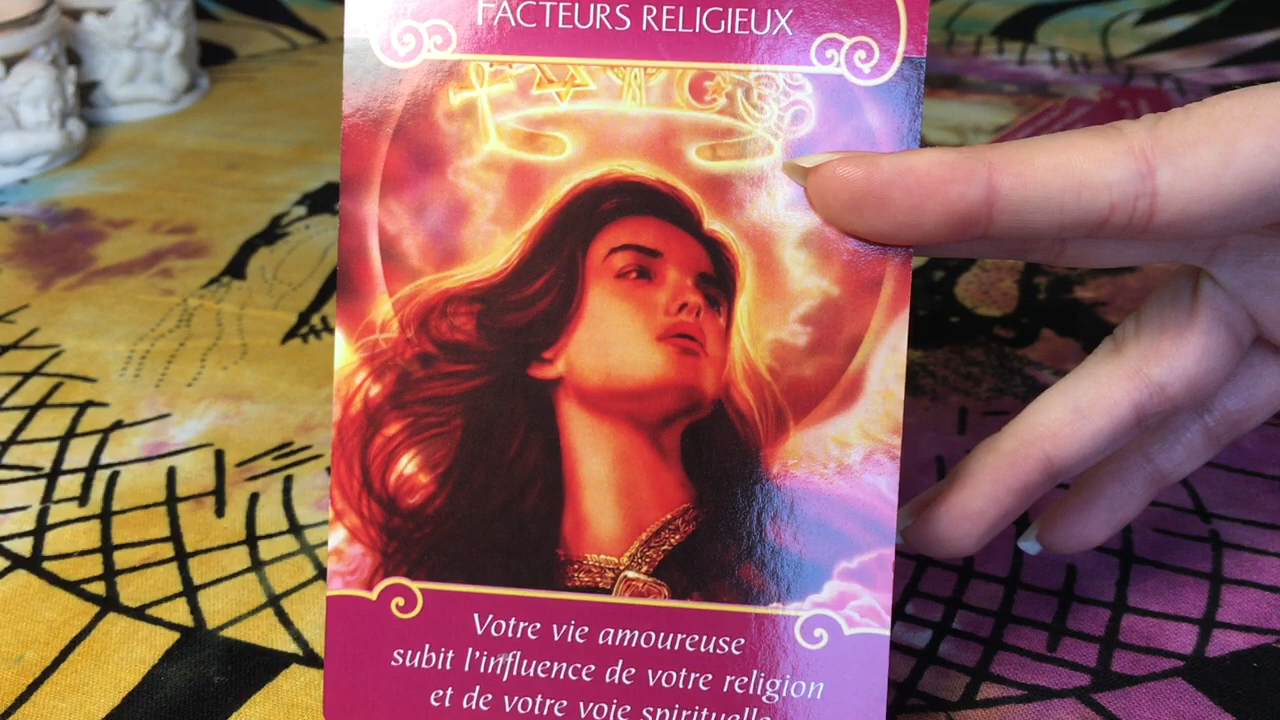 FACTEURS RELIGIEUX
Votre vie amoureuse
subit l'influence de votre religion
et de votre voie spirituelle